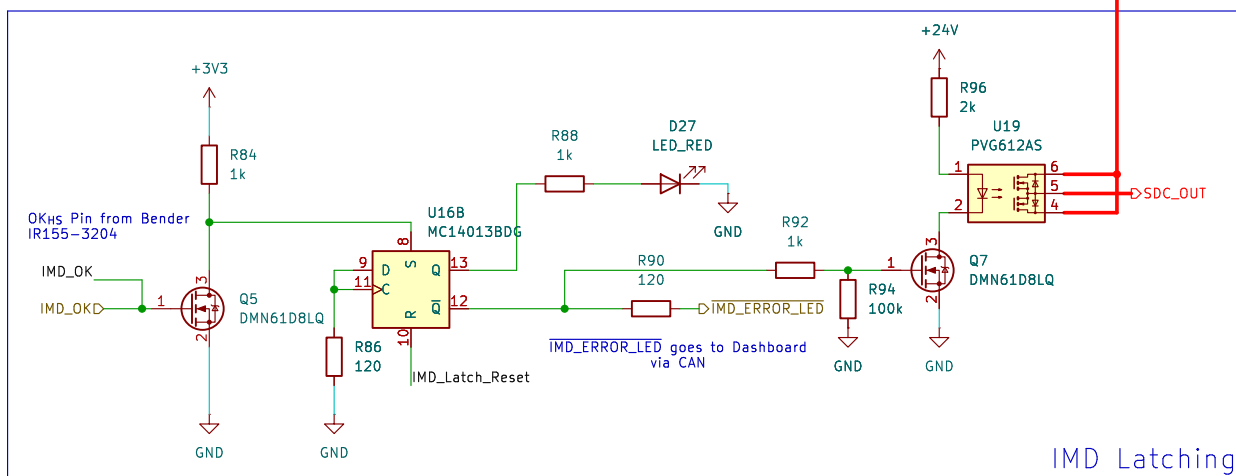 +24V
+3V3
R96
2k
U19
PVG612AS
D27
LED_RED
R88
1k
R84
1k
1
6
5
SDC_OUT
2
4
GND
OKHS Pin from Bender
IR155-3204
U16B
MC14013BDG
8
S
9
D
Q
13
11
C
12
Q
R
10
R92
1k
R90
120
3
1
Q7
DMN61D8LQ
2
R94
100k
IMD_OK
IMD_OK
3
1
Q5
DMN61D8LQ
2
IMD_ERROR_LED
R86
120
IMD_ERROR_LED goes to Dashboard
via CAN
GND
GND
IMD_Latch_Reset
GND
GND
IMD Latching